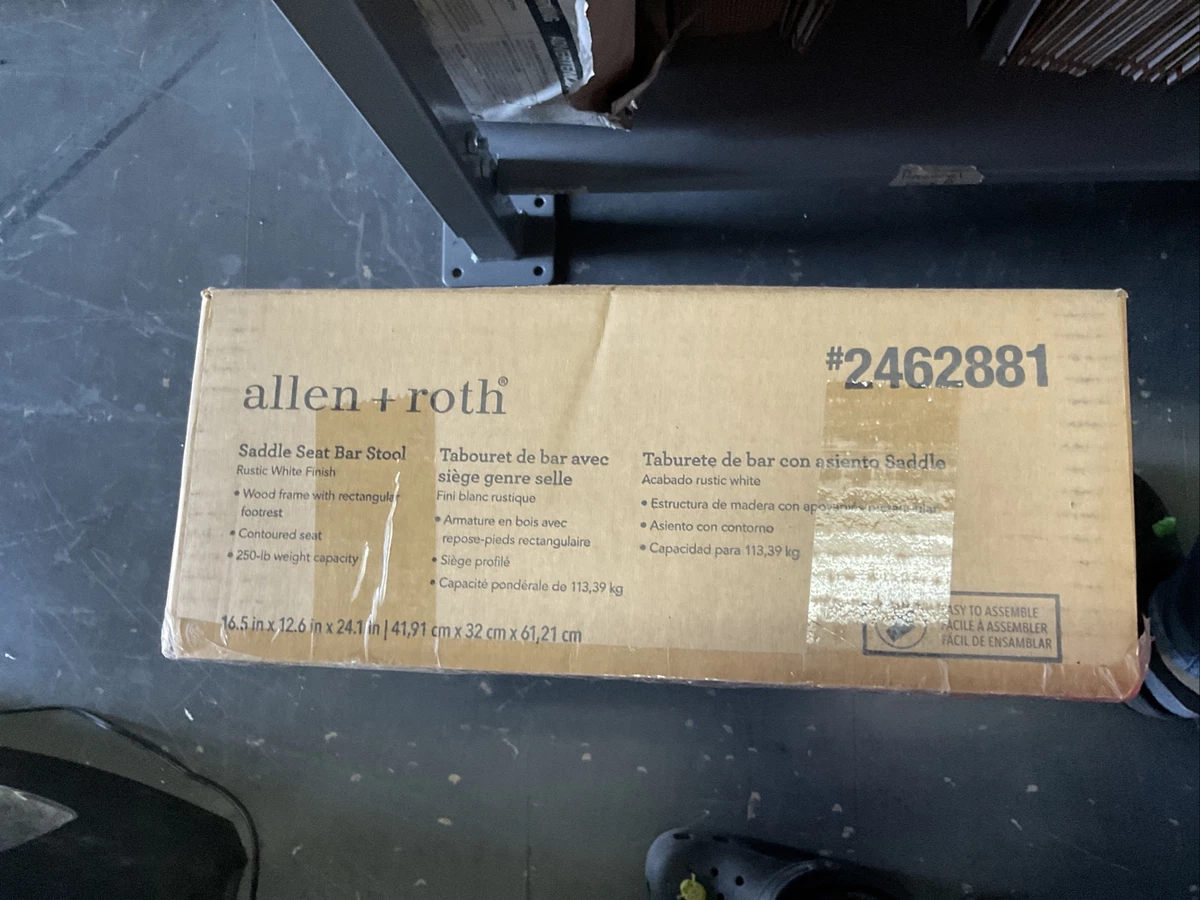 allen + roth®
#2462881
Saddle Seat Bar Stool
Rustic White Finish
• Wood frame with rectangular
footrest
• Contoured seat
• 250-lb weight capacity
Tabouret de bar avec
siège genre selle
Fini blanc rustique
• Armature en bois avec
repose-pieds rectangulaire
• Siège profilé
• Capacité pondérale de 113,39 kg
Taburete de bar con asiento Saddle
Acabado rustic white
• Estructura de madera con
• Asiento con contorno
• Capacidad para 113,39 kg
16.5 in x 12.6 in x 24.1 in | 41,91 cm x 32 cm x 61,21 cm
EASY TO ASSEMBLE
FACILE À ASSEMBLER
FÁCIL DE ENSAMBLAR